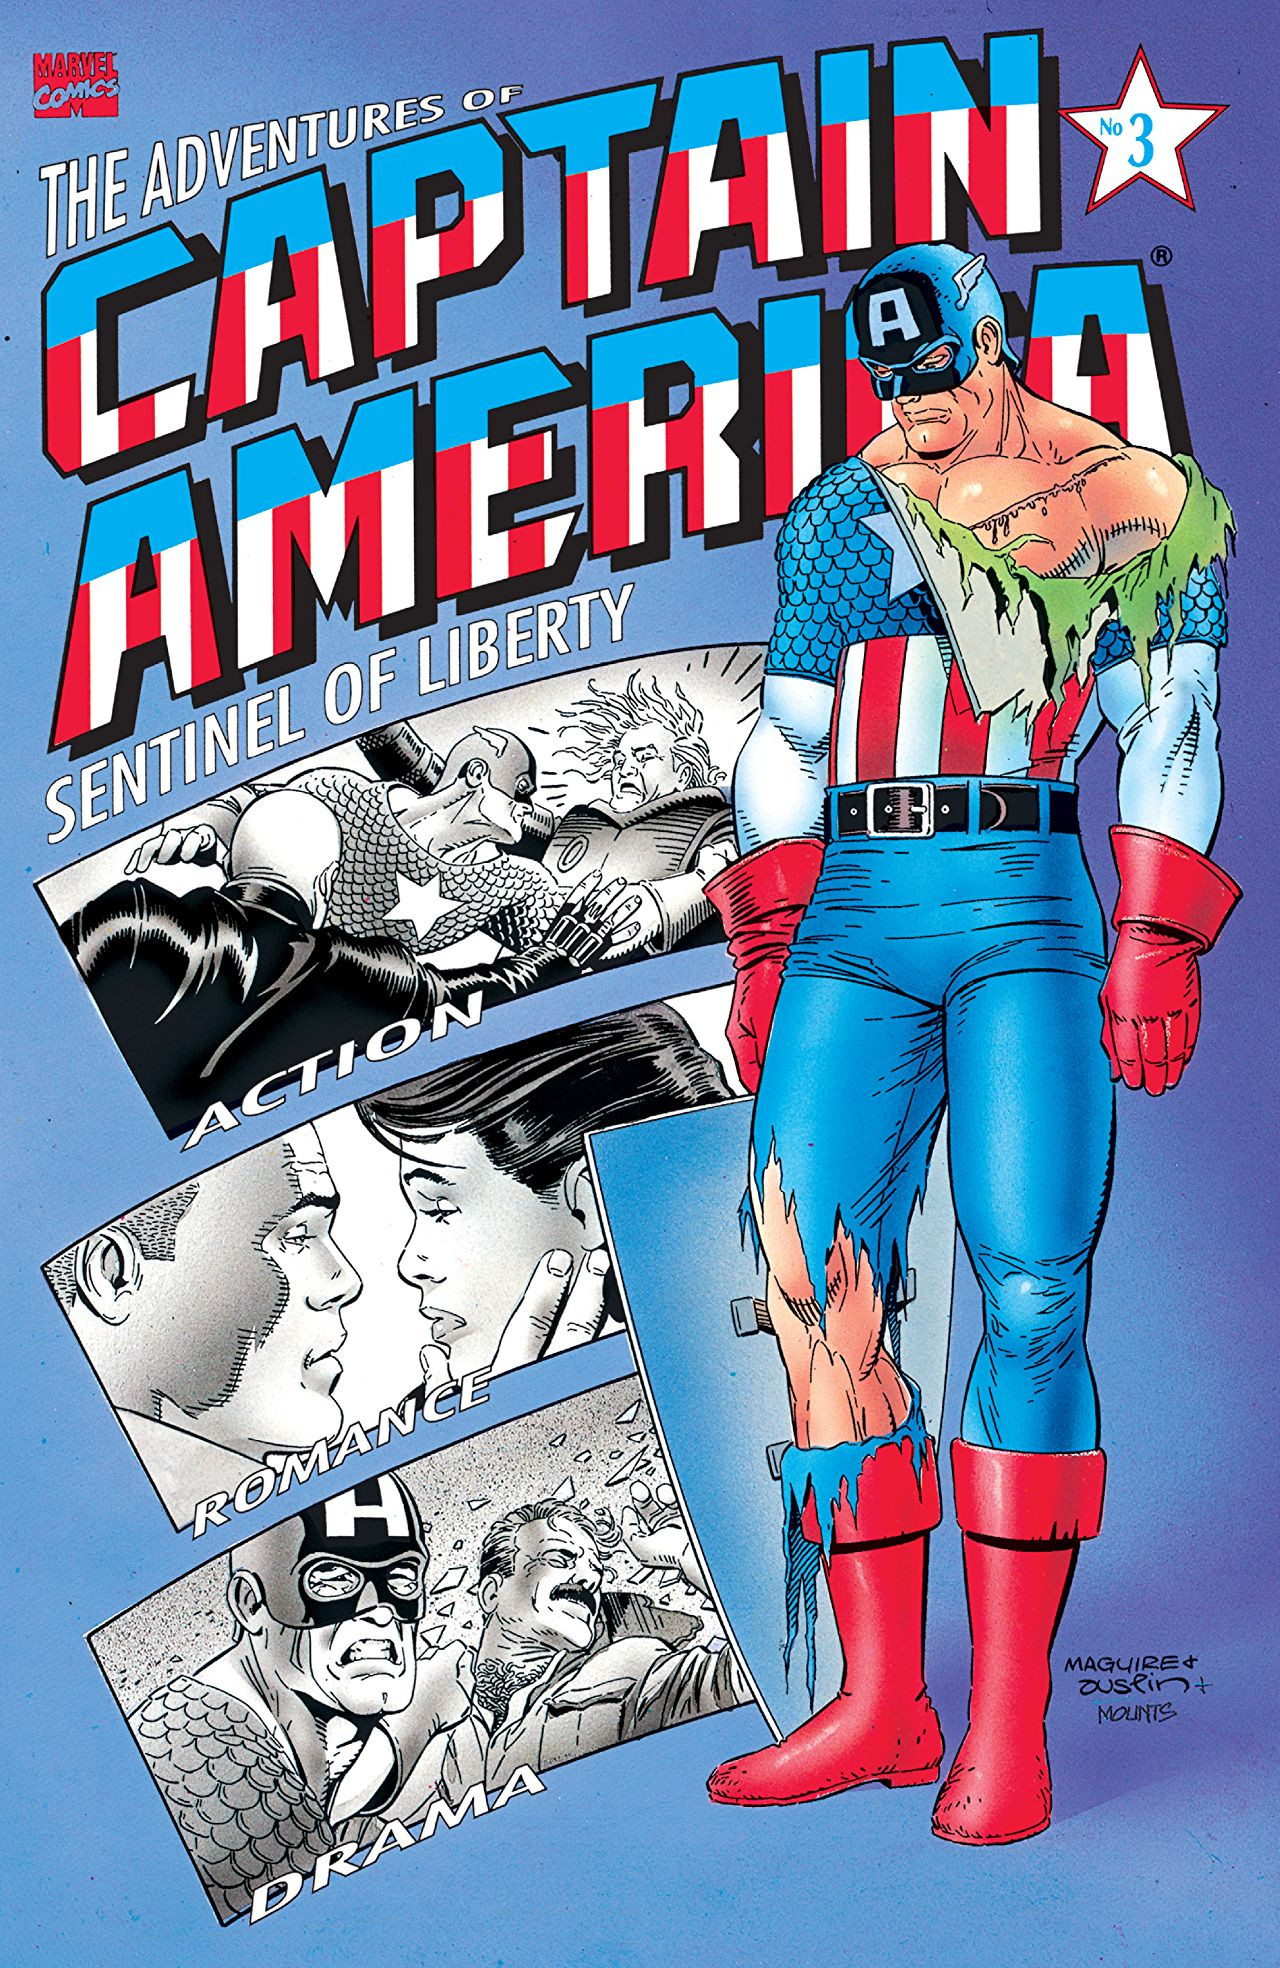 MARVEL
COMICS
THE ADVENTURES OF
CAPTAIN
AMERICA
®
No 3
A
SENTINEL OF LIBERTY
ACTION
ROMANCE
A
DRAMA
MAGUIRE +
Austin +
MOUNTS